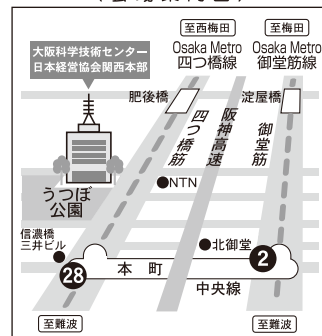 至西梅田
至梅田
Osaka Metro
四つ橋線
Osaka Metro
御堂筋線
大阪科学技術センター
日本経営協会関西本部
肥後橋
淀屋橋
四つ橋筋
阪神高速
御堂筋
うつぼ
公園
NTN
信濃橋
三井ビル
北御堂
28
本町
2
中央線
至難波
至難波